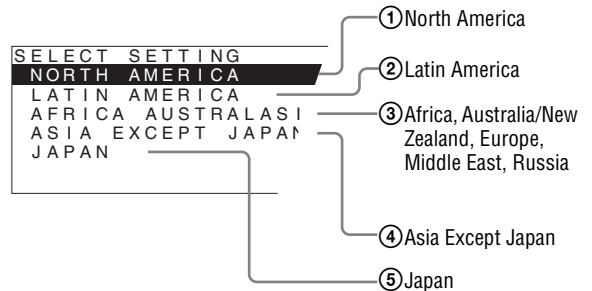 SELECT SETTING
NORTH AMERICA
LATIN AMERICA
AFRICA AUSTRALASI
ASIA EXCEPT JAPAN
JAPAN
①North America
②Latin America
③Africa, Australia/New
Zealand, Europe,
Middle East, Russia
④Asia Except Japan
⑤Japan